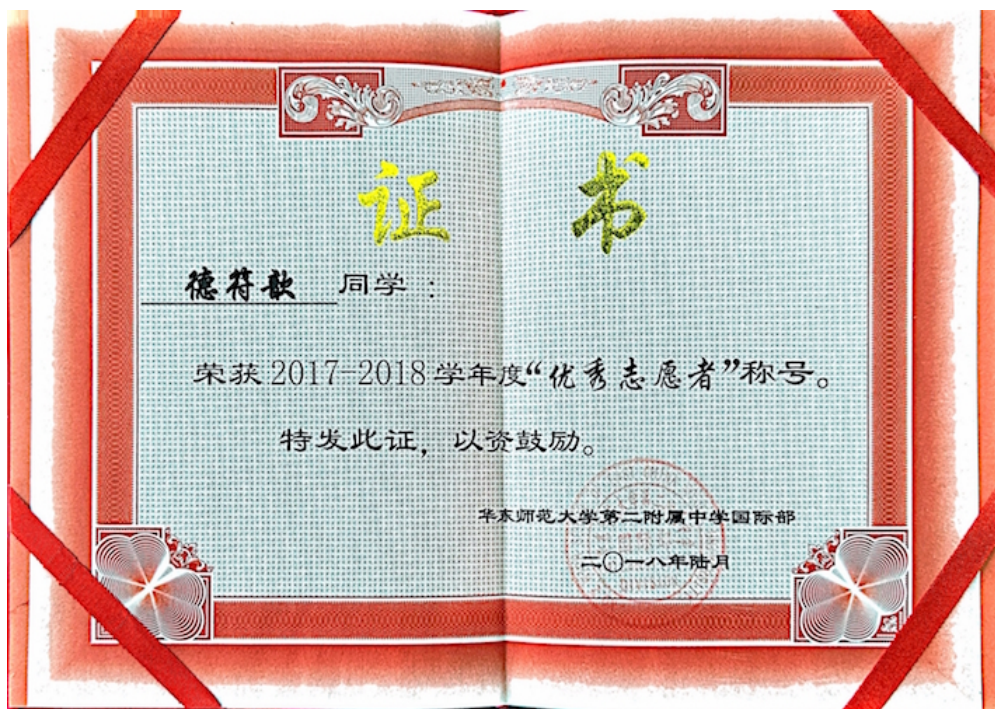 证 书
德符歆 同学：
荣获2017-2018学年度“优秀志愿者”称号。
特发此证，以资鼓励。
华东师范大学第二附属中学国际部
二〇一八年陆月